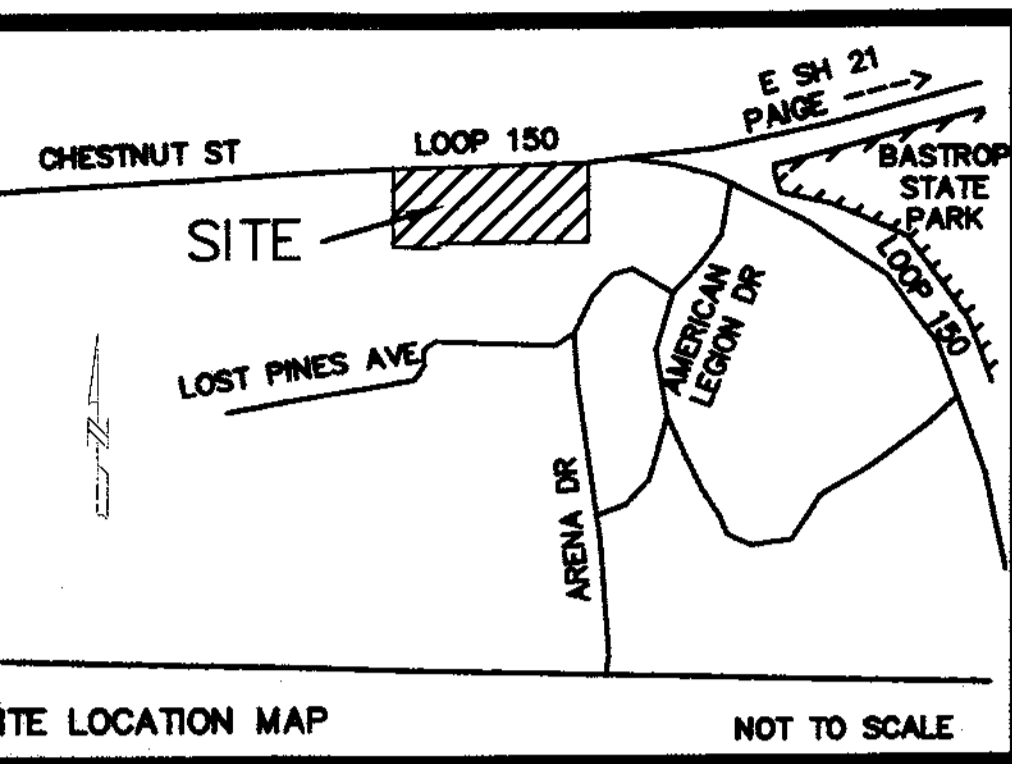 E SH 21
PAIGE
CHESTNUT ST
LOOP 150
BASTROP
STATE
PARK
SITE
LOOP 150
AMERICAN
LEGION DR
LOST PINES AVE
N
ARENA DR
ITE LOCATION MAP
NOT TO SCALE